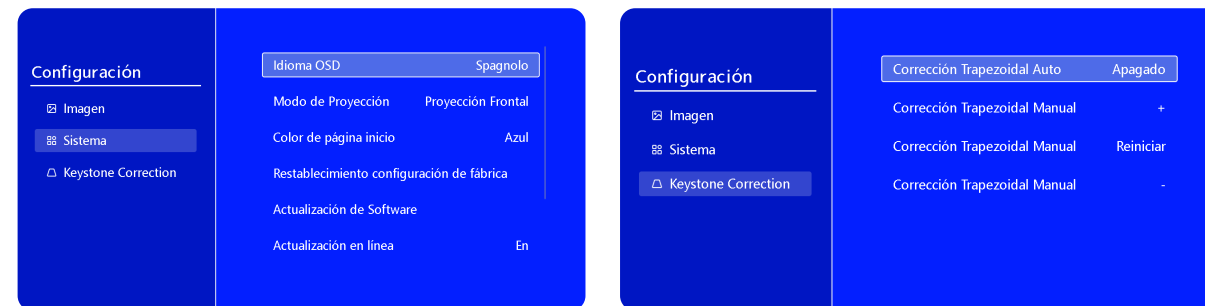 Configuración
Imagen
Sistema
Keystone Correction
Idioma OSD Spagnolo
Modo de Proyección Proyección Frontal
Color de página inicio Azul
Restablecimiento configuración de fábrica
Actualización de Software
Actualización en línea En
Configuración
Imagen
Sistema
Keystone Correction
Corrección Trapezoidal Auto Apagado
Corrección Trapezoidal Manual +
Corrección Trapezoidal Manual Reiniciar
Corrección Trapezoidal Manual -